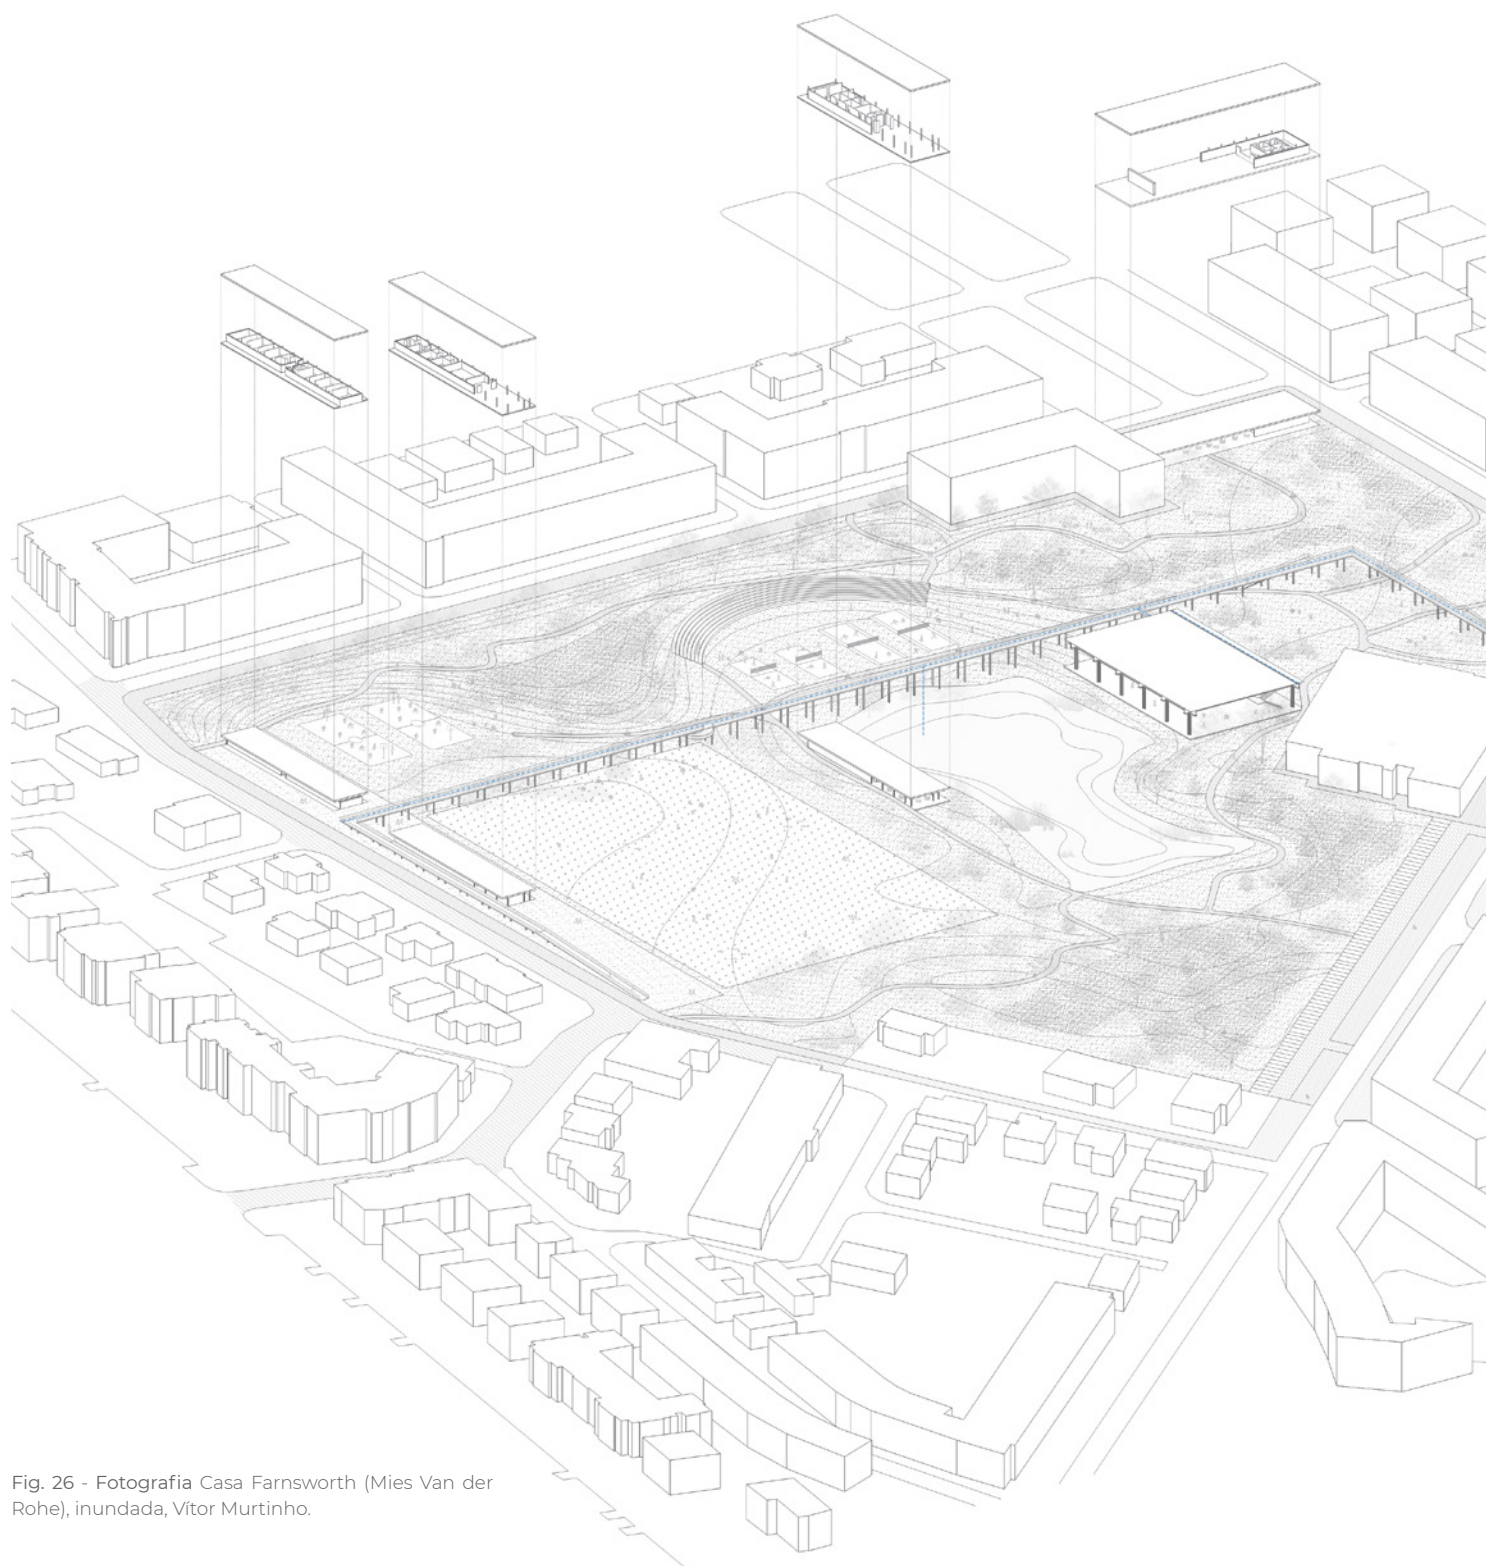 Fig. 26 - Fotografia Casa Farnsworth (Mies Van der
Rohe), inundada, Vítor Murtinho.